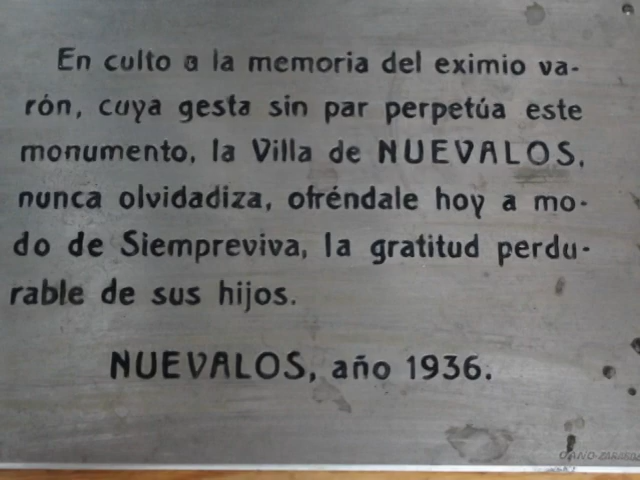 En culto a la memoria del eximio va-
rón, cuya gesta sin par perpetúa este
monumento, la Villa de NUEVALOS,
nunca olvidadiza, ofréndale hoy a mo-
do de Siempreviva, la gratitud perdu-
rable de sus hijos.
NUEVALOS, año 1936.